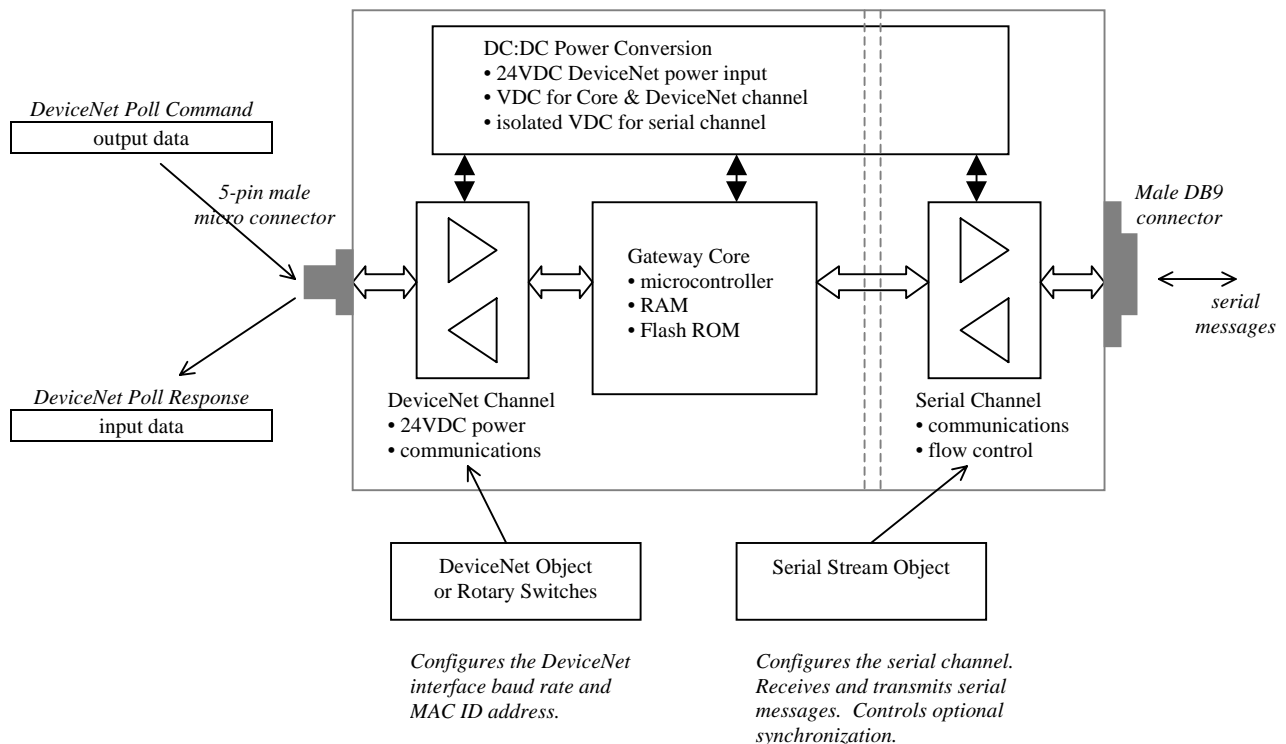 DC:DC Power Conversion
• 24VDC DeviceNet power input
• VDC for Core & DeviceNet channel
• isolated VDC for serial channel
DeviceNet Poll Command
output data
5-pin male
micro connector
Male DB9
connector
Gateway Core
• microcontroller
• RAM
• Flash ROM
serial
messages
DeviceNet Poll Response
input data
DeviceNet Channel
• 24VDC power
• communications
Serial Channel
• communications
• flow control
DeviceNet Object
or Rotary Switches
Serial Stream Object
Configures the DeviceNet
interface baud rate and
MAC ID address.
Configures the serial channel.
Receives and transmits serial
messages.  Controls optional
synchronization.